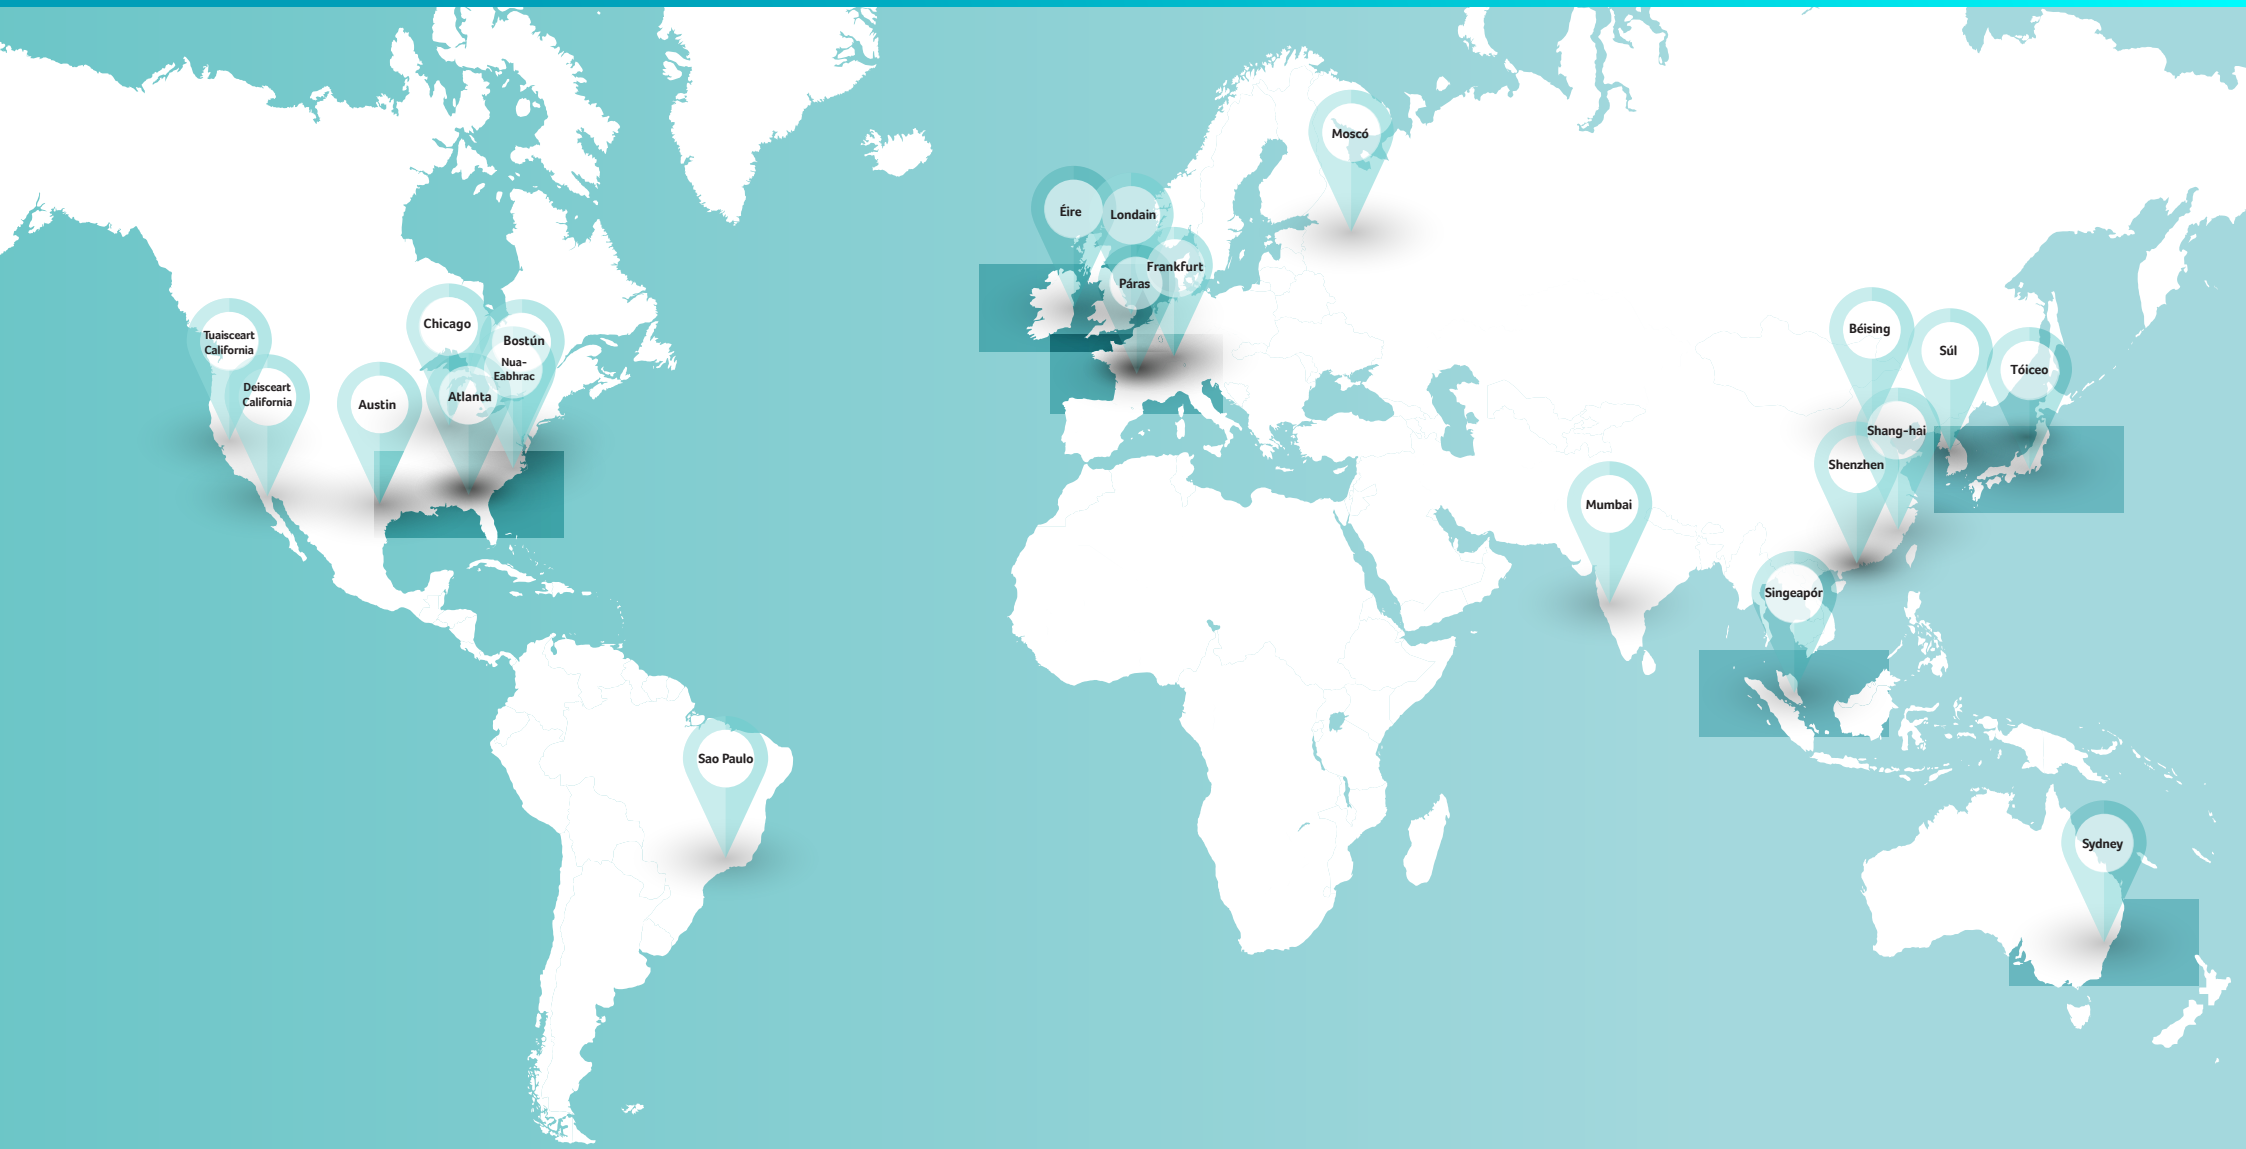 Moscó
Éire
Londain
Frankfurt
Páras
Tuaisceart
California
Chicago
Bostún
Nua-
Eabhrac
Deisceart
California
Austin
Atlanta
Béising
Súl
Tóiceo
Shang-hai
Shenzhen
Mumbai
Singeapór
Sao Paulo
Sydney